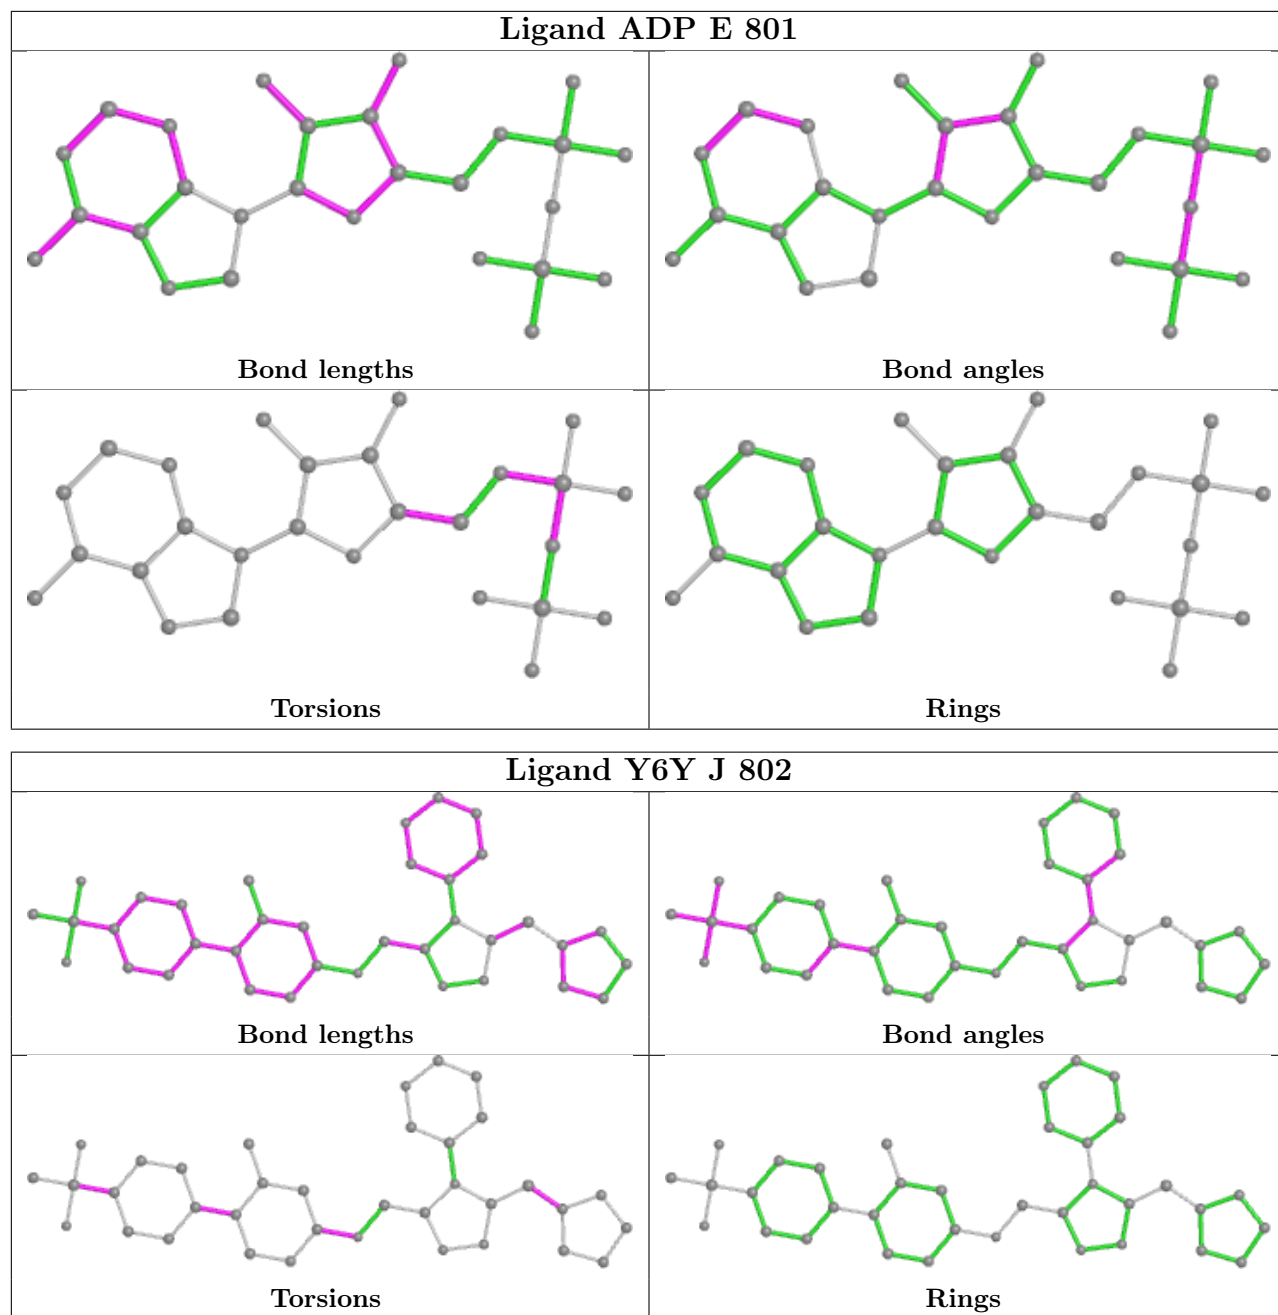 Ligand ADP E 801
Bond lengths
Bond angles
Torsions
Rings
Ligand Y6Y J 802
Bond lengths
Bond angles
Torsions
Rings